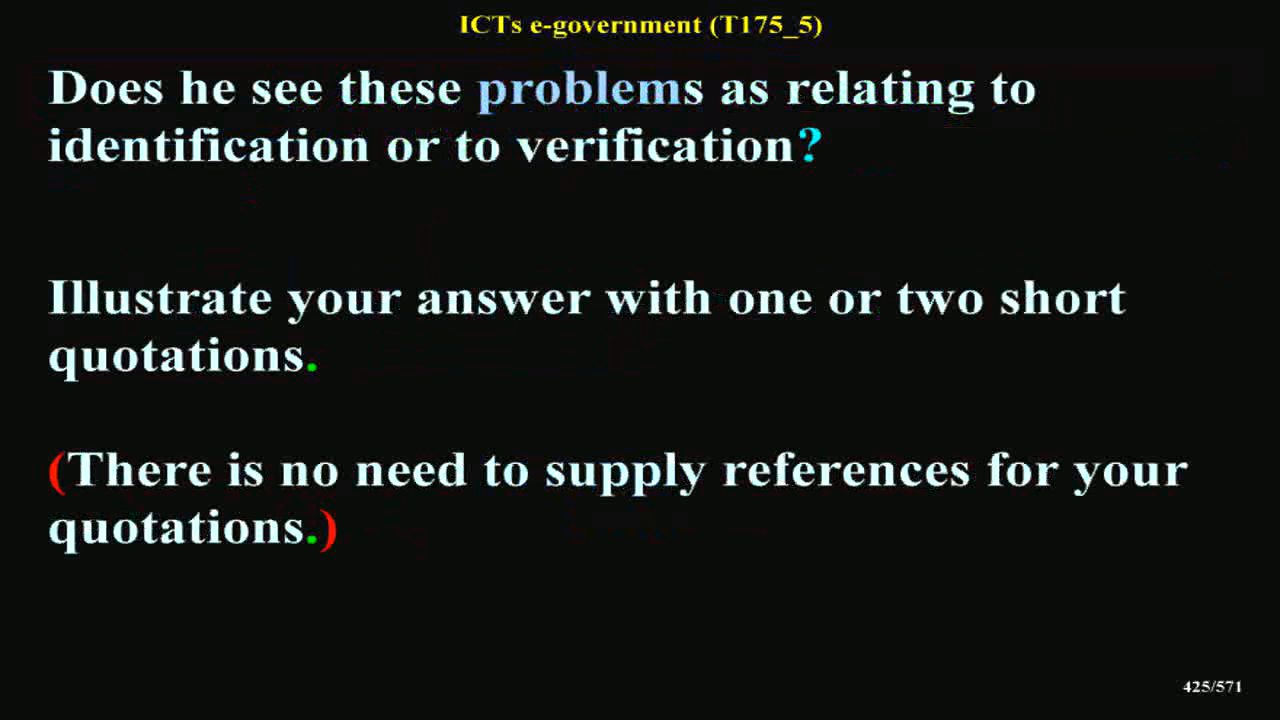 ICTs e-government (T175_5)
Does he see these problems as relating to
identification or to verification?
Illustrate your answer with one or two short
quotations.
(There is no need to supply references for your
quotations.)
425/571